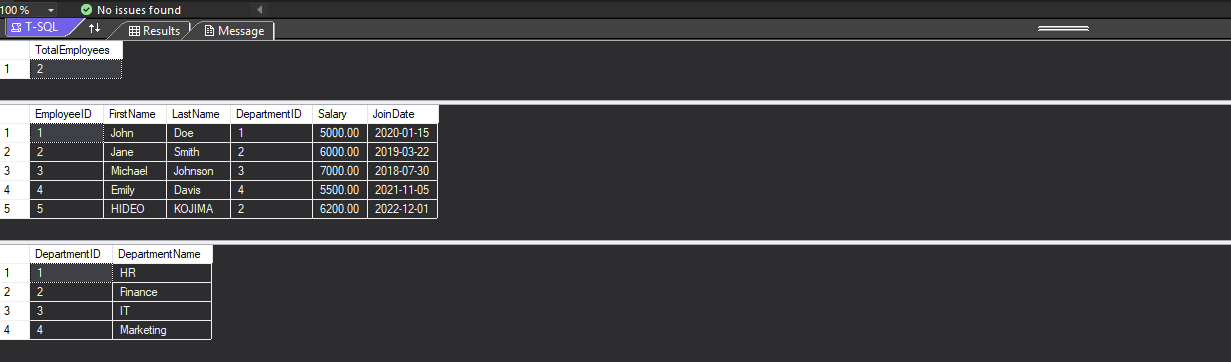 100 % No issues found
T-SQL Results Message
TotalEmployees
1 2
EmployeeID FirstName LastName DepartmentID Salary JoinDate
1 1 John Doe 1 5000.00 2020-01-15
2 2 Jane Smith 2 6000.00 2019-03-22
3 3 Michael Johnson 3 7000.00 2018-07-30
4 4 Emily Davis 4 5500.00 2021-11-05
5 5 HIDEO KOJIMA 2 6200.00 2022-12-01
DepartmentID DepartmentName
1 1 HR
2 2 Finance
3 3 IT
4 4 Marketing